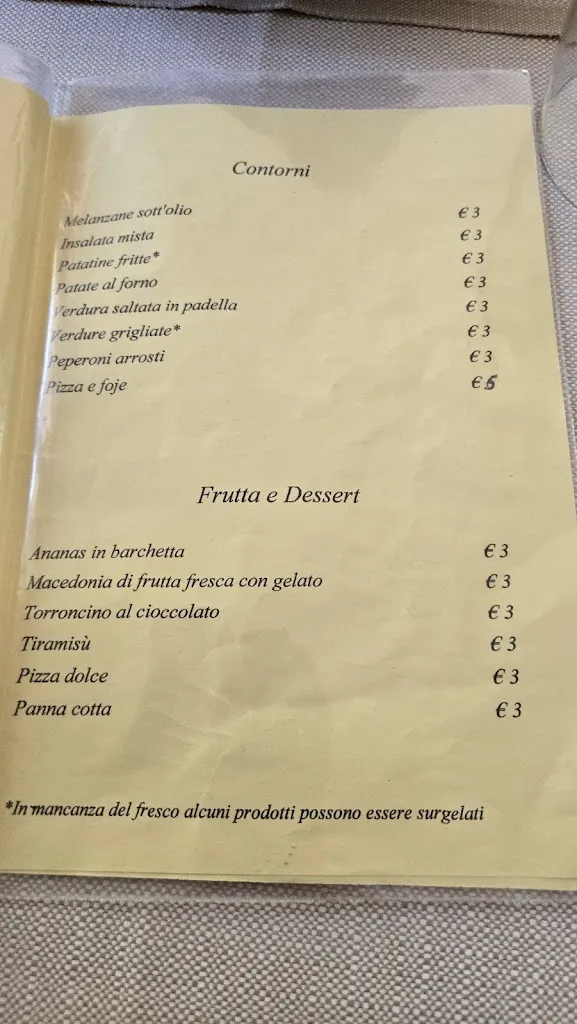 Contorni
Melanzane sott'olio € 3
Insalata mista € 3
Patatine fritte* € 3
Patate al forno € 3
Verdura saltata in padella € 3
Verdure grigliate* € 3
Peperoni arrosti € 3
Pizza e foje €
Frutta e Dessert
Ananas in barchetta € 3
Macedonia di frutta fresca con gelato € 3
Torroncino al cioccolato € 3
Tiramisù € 3
Pizza dolce € 3
Panna cotta € 3
*In mancanza del fresco alcuni prodotti possono essere surgelati